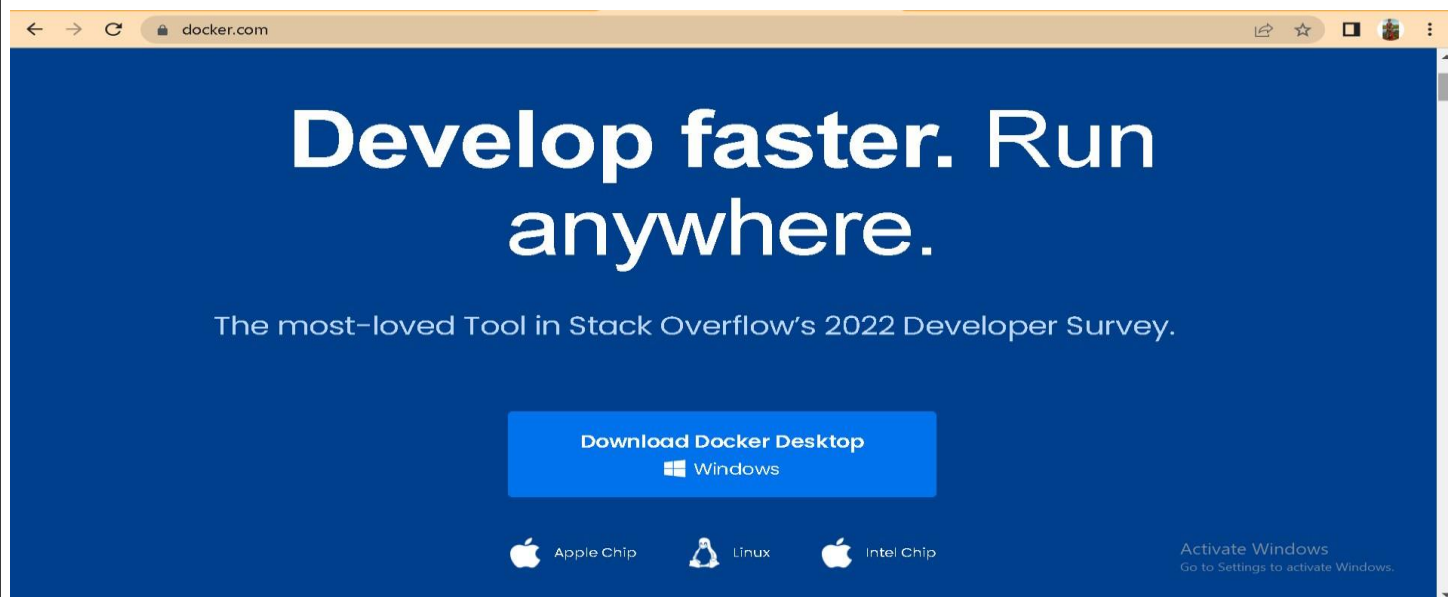 docker.com
Develop faster. Run
anywhere.
The most-loved Tool in Stack Overflow's 2022 Developer Survey.
Download Docker Desktop
Windows
Apple Chip Linux Intel Chip
Activate Windows
Go to Settings to activate Windows.